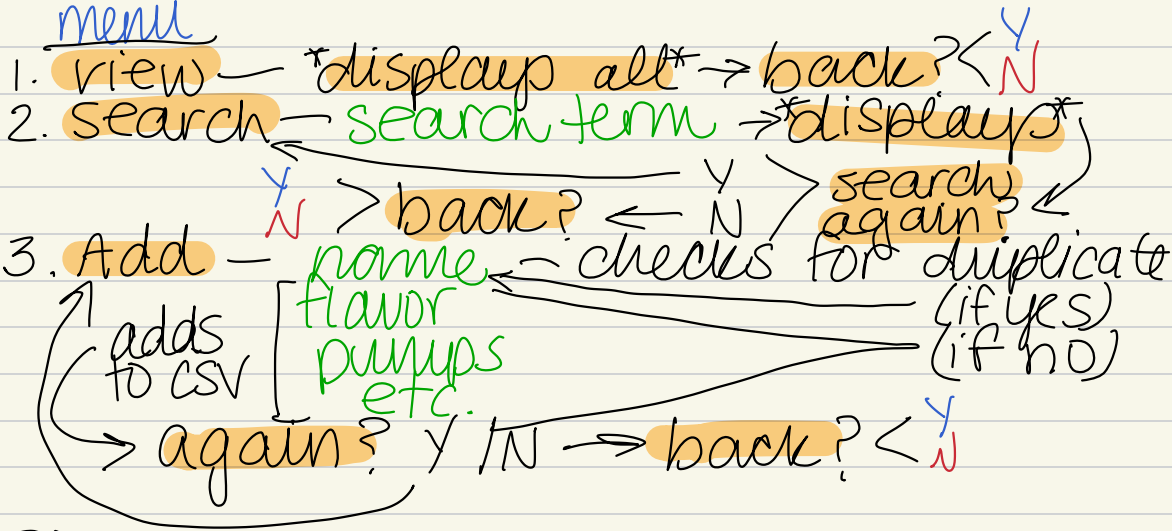 menu
1. view — *displays all* → back? < Y
N
2. search — search term → *displays*
Y
N > back? ← N
Y > search
again?
3. Add — name — checks for duplicate
flavor
pumps
etc.
(if yes)
(if no)
adds
to csv
again? Y / N → back? < Y
N